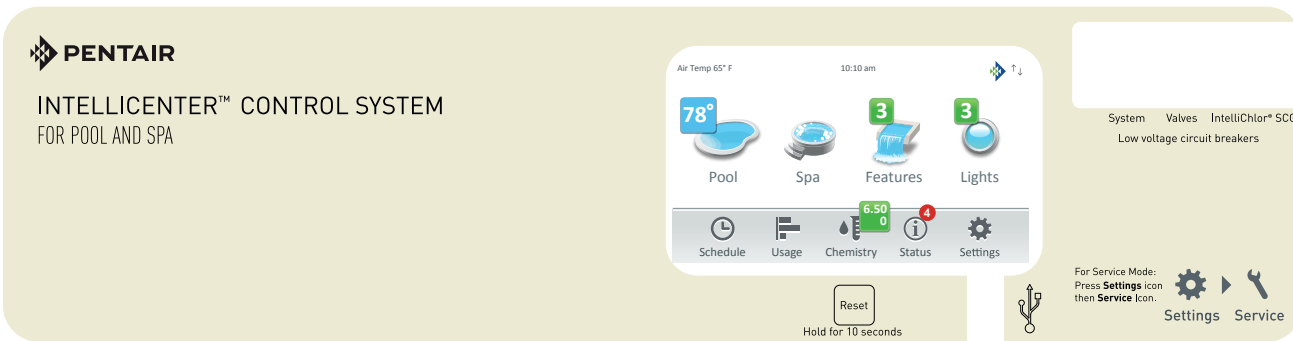 PENTAIR
INTELLICENTER™ CONTROL SYSTEM
FOR POOL AND SPA
Air Temp 65° F
10:10 am
78°
3
3
Pool
Spa
Features
Lights
6.50
0
4
Schedule
Usage
Chemistry
Status
Settings
Reset
Hold for 10 seconds
System
Valves
IntelliChlor® SCG
Low voltage circuit breakers
For Service Mode:
Press Settings icon
then Service Icon.
Settings
Service